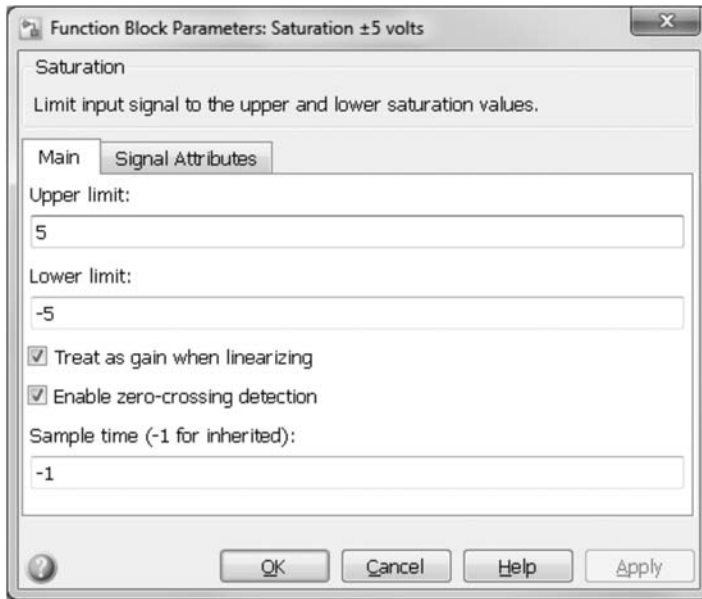 Function Block Parameters: Saturation ±5 volts
Saturation
Limit input signal to the upper and lower saturation values.
Main Signal Attributes
Upper limit:
5
Lower limit:
-5
Treat as gain when linearizing
Enable zero-crossing detection
Sample time (-1 for inherited):
-1
OK Cancel Help Apply